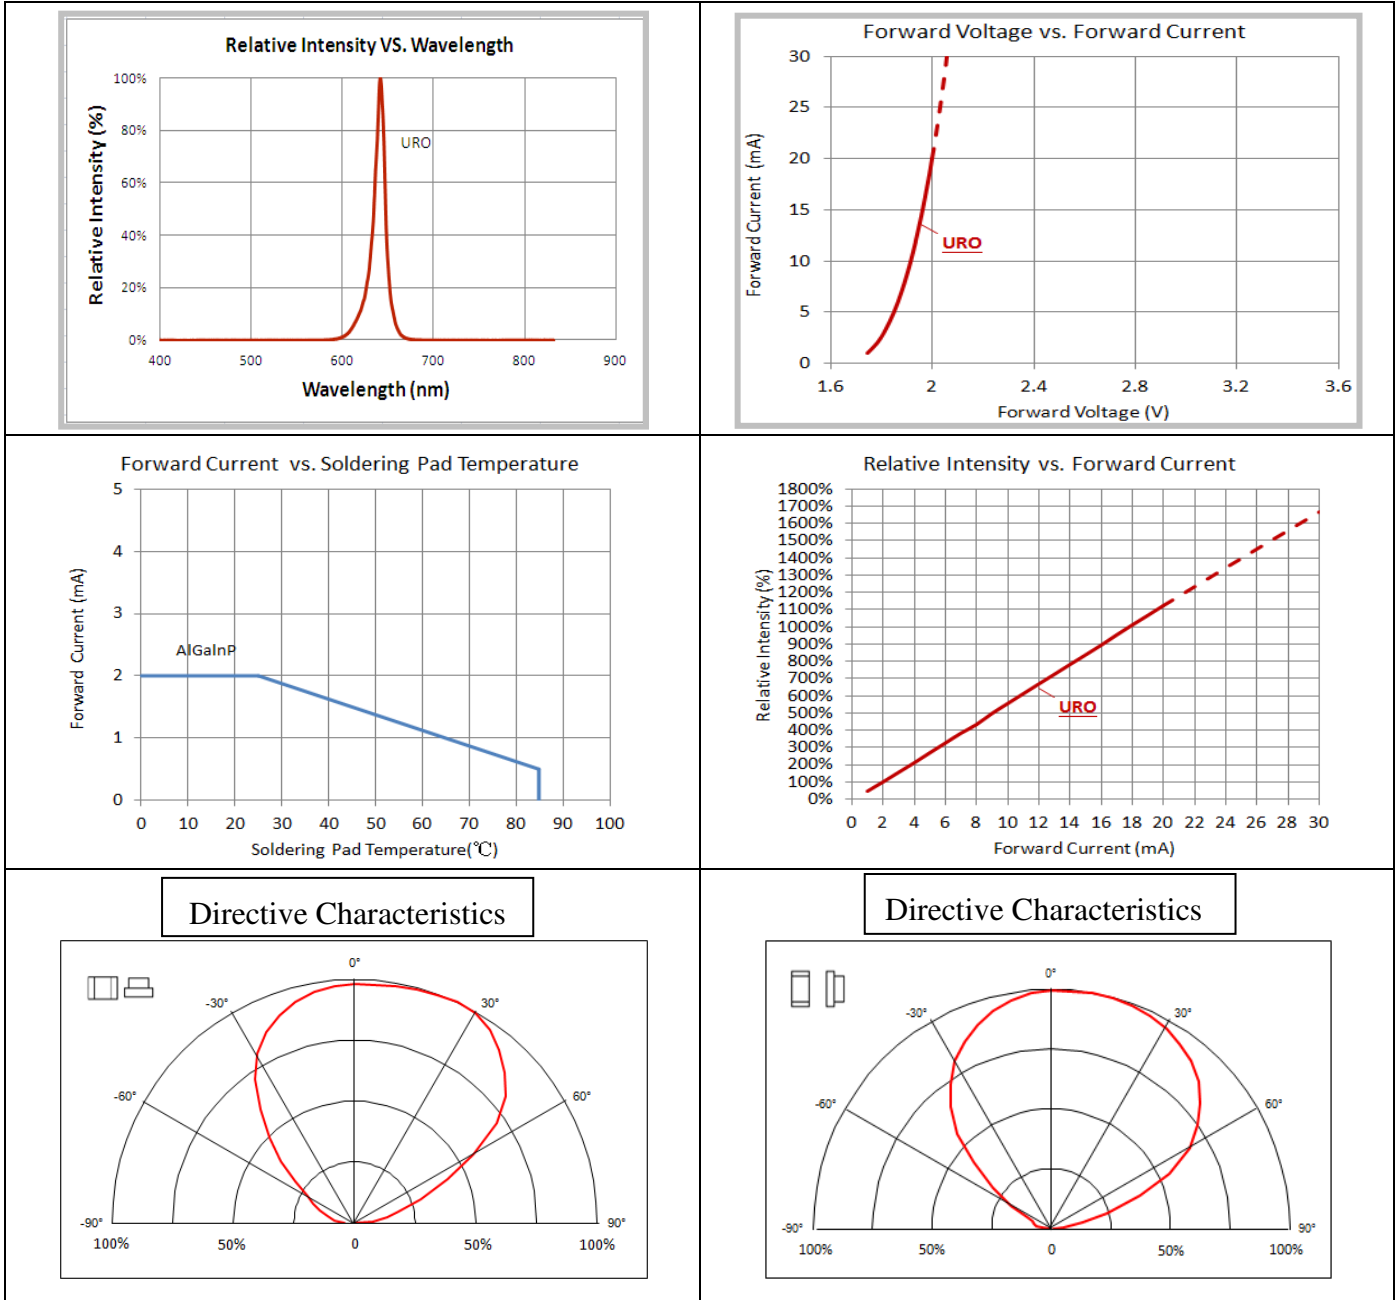 Relative Intensity VS. Wavelength
Relative Intensity (%)
100%
80%
60%
40%
20%
0%
URO
400 500 600 700 800 900
Wavelength (nm)
Forward Voltage vs. Forward Current
Forward Current (mA)
30
25
20
15
10
5
0
URO
1.6 2 2.4 2.8 3.2 3.6
Forward Voltage (V)
Forward Current vs. Soldering Pad Temperature
Forward Current (mA)
5
4
3
2
1
0
AlGaInP
0 10 20 30 40 50 60 70 80 90 100
Soldering Pad Temperature(℃)
Relative Intensity vs. Forward Current
Relative Intensity (%)
1800%
1700%
1600%
1500%
1400%
1300%
1200%
1100%
1000%
900%
800%
700%
600%
500%
400%
300%
200%
100%
0%
URO
0 2 4 6 8 10 12 14 16 18 20 22 24 26 28 30
Forward Current (mA)
Directive Characteristics
0°
-30° 30°
-60° 60°
-90° 90°
100% 50% 0 50% 100%
Directive Characteristics
0°
-30° 30°
-60° 60°
-90° 90°
100% 50% 0 50% 100%